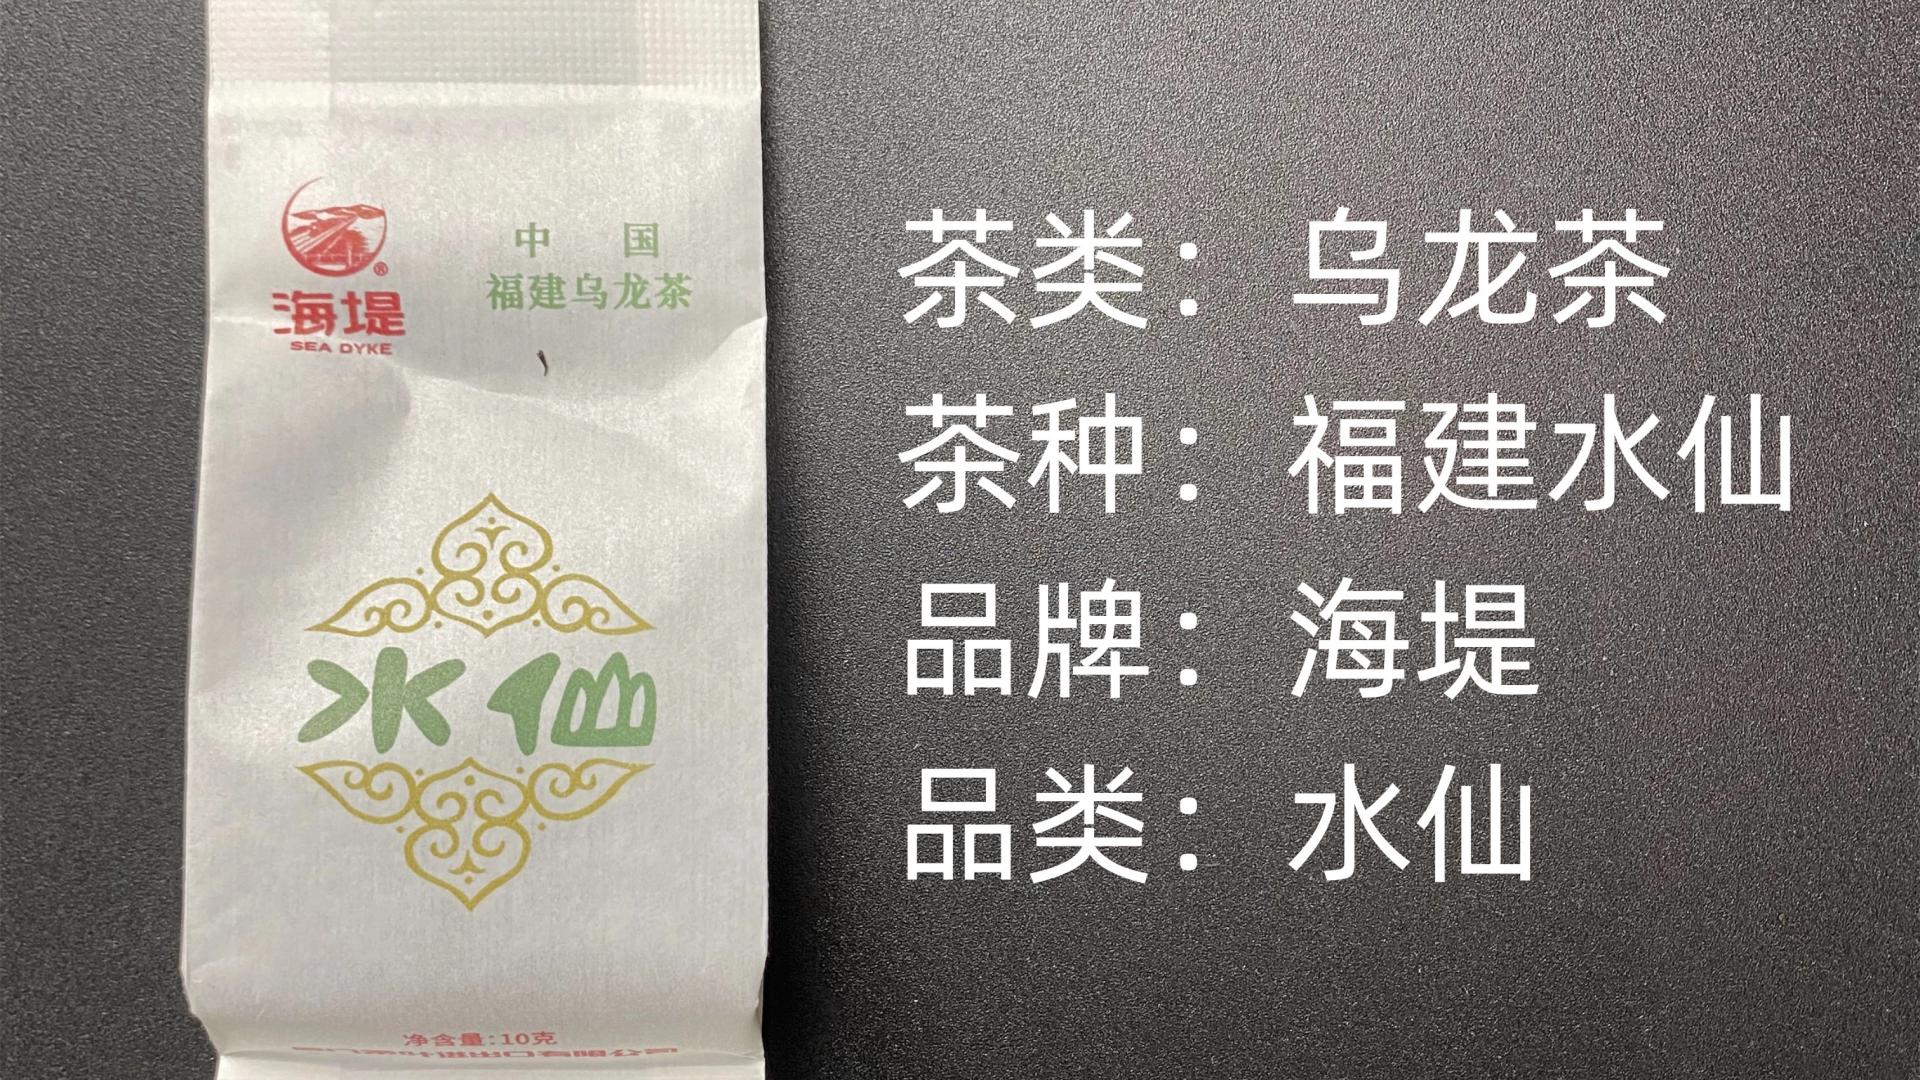 海堤
SEA DYKE
中国
福建乌龙茶
水仙
净含量:10克
茶类：乌龙茶
茶种：福建水仙
品牌：海堤
品类：水仙